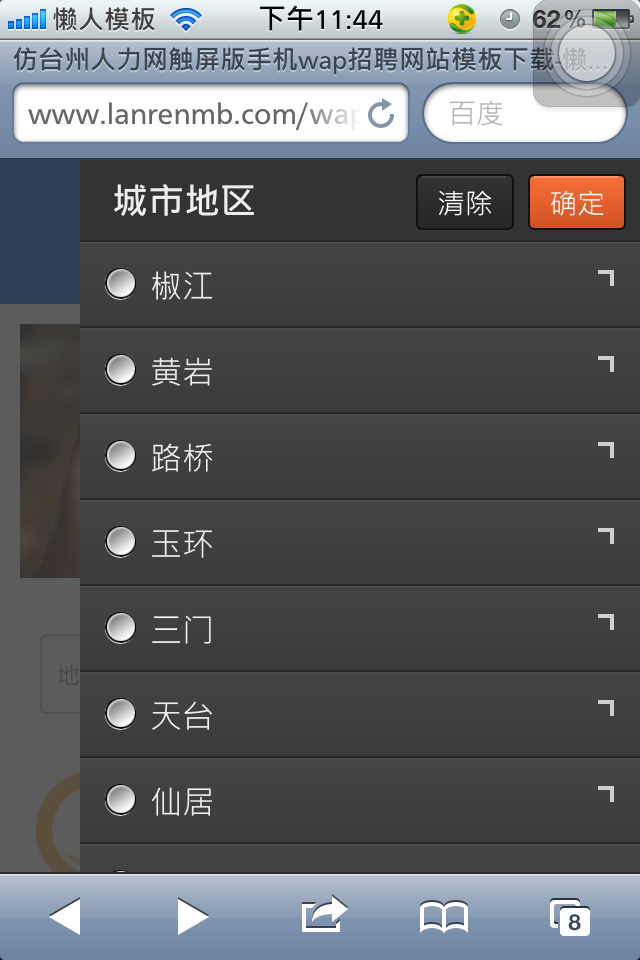 懒人模板 下午11:44 62%
仿台州人力网触屏版手机wap招聘网站模板下载-懒...
www.lanrenmb.com/wap 百度
城市地区 清除 确定
椒江
黄岩
路桥
玉环
三门
地
天台
仙居
8